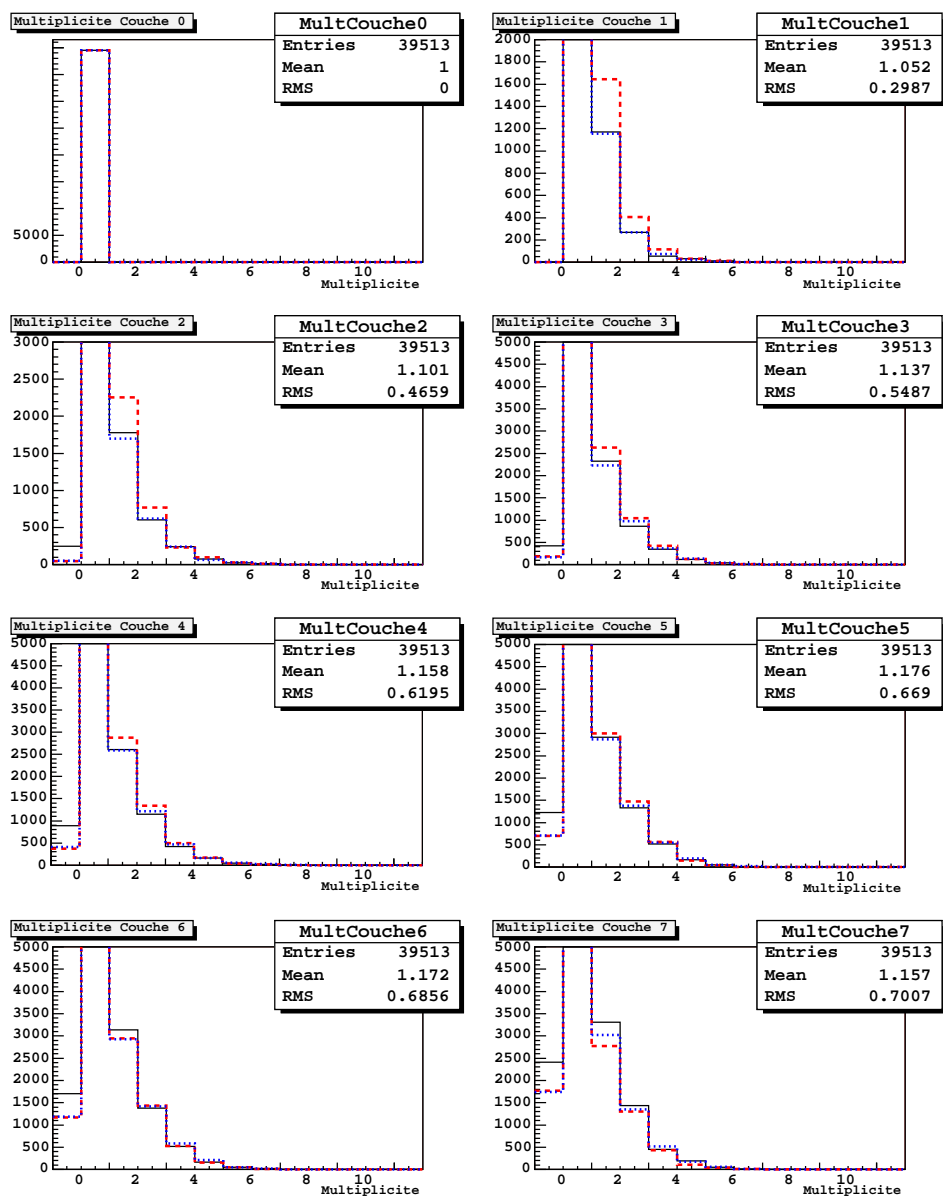 Multiplicite Couche 0
MultCouche0
Entries 39513
Mean 1
RMS 0
5000
0
0 2 4 6 8 10
Multiplicite
Multiplicite Couche 1
MultCouche1
Entries 39513
Mean 1.052
RMS 0.2987
2000
1800
1600
1400
1200
1000
800
600
400
200
0
0 2 4 6 8 10
Multiplicite
Multiplicite Couche 2
MultCouche2
Entries 39513
Mean 1.101
RMS 0.4659
3000
2500
2000
1500
1000
500
0
0 2 4 6 8 10
Multiplicite
Multiplicite Couche 3
MultCouche3
Entries 39513
Mean 1.137
RMS 0.5487
5000
4500
4000
3500
3000
2500
2000
1500
1000
500
0
0 2 4 6 8 10
Multiplicite
Multiplicite Couche 4
MultCouche4
Entries 39513
Mean 1.158
RMS 0.6195
5000
4500
4000
3500
3000
2500
2000
1500
1000
500
0
0 2 4 6 8 10
Multiplicite
Multiplicite Couche 5
MultCouche5
Entries 39513
Mean 1.176
RMS 0.669
5000
4500
4000
3500
3000
2500
2000
1500
1000
500
0
0 2 4 6 8 10
Multiplicite
Multiplicite Couche 6
MultCouche6
Entries 39513
Mean 1.172
RMS 0.6856
5000
4500
4000
3500
3000
2500
2000
1500
1000
500
0
0 2 4 6 8 10
Multiplicite
Multiplicite Couche 7
MultCouche7
Entries 39513
Mean 1.157
RMS 0.7007
5000
4500
4000
3500
3000
2500
2000
1500
1000
500
0
0 2 4 6 8 10
Multiplicite